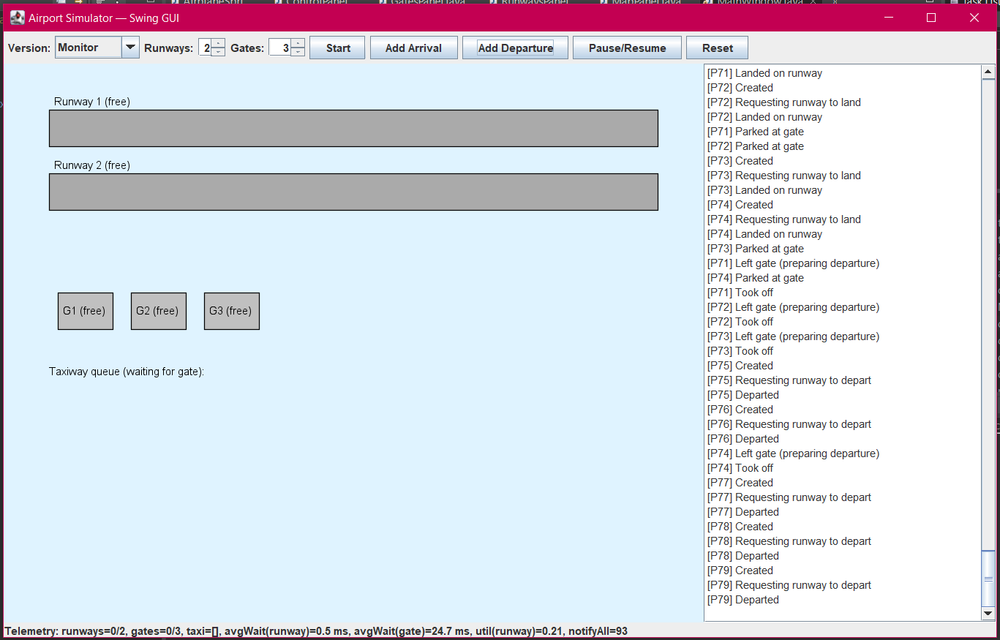 Airport Simulator — Swing GUI
Version: Monitor Runways: 2 Gates: 3 Start Add Arrival Add Departure Pause/Resume Reset
Runway 1 (free)
Runway 2 (free)
G1 (free) G2 (free) G3 (free)
Taxiway queue (waiting for gate):
[P71] Landed on runway
[P72] Created
[P72] Requesting runway to land
[P72] Landed on runway
[P71] Parked at gate
[P72] Parked at gate
[P73] Created
[P73] Requesting runway to land
[P73] Landed on runway
[P74] Created
[P74] Requesting runway to land
[P74] Landed on runway
[P73] Parked at gate
[P71] Left gate (preparing departure)
[P74] Parked at gate
[P71] Took off
[P72] Left gate (preparing departure)
[P72] Took off
[P73] Left gate (preparing departure)
[P73] Took off
[P75] Created
[P75] Requesting runway to depart
[P75] Departed
[P76] Created
[P76] Requesting runway to depart
[P76] Departed
[P74] Left gate (preparing departure)
[P74] Took off
[P77] Created
[P77] Requesting runway to depart
[P77] Departed
[P78] Created
[P78] Requesting runway to depart
[P78] Departed
[P79] Created
[P79] Requesting runway to depart
[P79] Departed
Telemetry: runways=0/2, gates=0/3, taxi=[], avgWait(runway)=0.5 ms, avgWait(gate)=24.7 ms, util(runway)=0.21, notifyAll=93